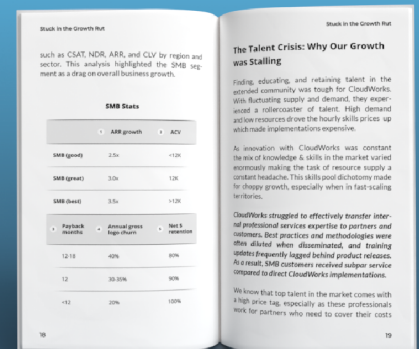 Stuck in the Growth Rut
such as CSAT, NDR, ARR, and CLV by region and
sector. This analysis highlighted the SMB seg-
ment as a drag on overall business growth.
SMB Stats
ARR growth ACV
SMB (good) 2.5x <12K
SMB (great) 3.0x 12K
SMB (best) 3.5x >12K
Payback months Annual gross logo churn Net $ retention
12-18 40% 80%
12 30-35% 90%
<12 20% 100%
18
Stuck in the Growth Rut
The Talent Crisis: Why Our Growth
was Stalling
Finding, educating, and retaining talent in the
extended community was tough for CloudWorks.
With fluctuating supply and demand, they exper-
ienced a rollercoaster of talent. High demand
and low resources drove the hourly skills prices up
which made implementations expensive.
As innovation with CloudWorks was constant
the mix of knowledge & skills in the market varied
enormously making the task of resource supply a
constant headache. This skills pool dichotomy made
for choppy growth, especially when in fast-scaling
territories.
CloudWorks struggled to effectively transfer inter-
nal professional services expertise to partners and
customers. Best practices and methodologies were
often diluted when disseminated, and training
updates frequently lagged behind product releases.
As a result, SMB customers received subpar service
compared to direct CloudWorks implementations.
We know that top talent in the market comes with
a high price tag, especially as these professionals
work for partners who need to cover their costs
19